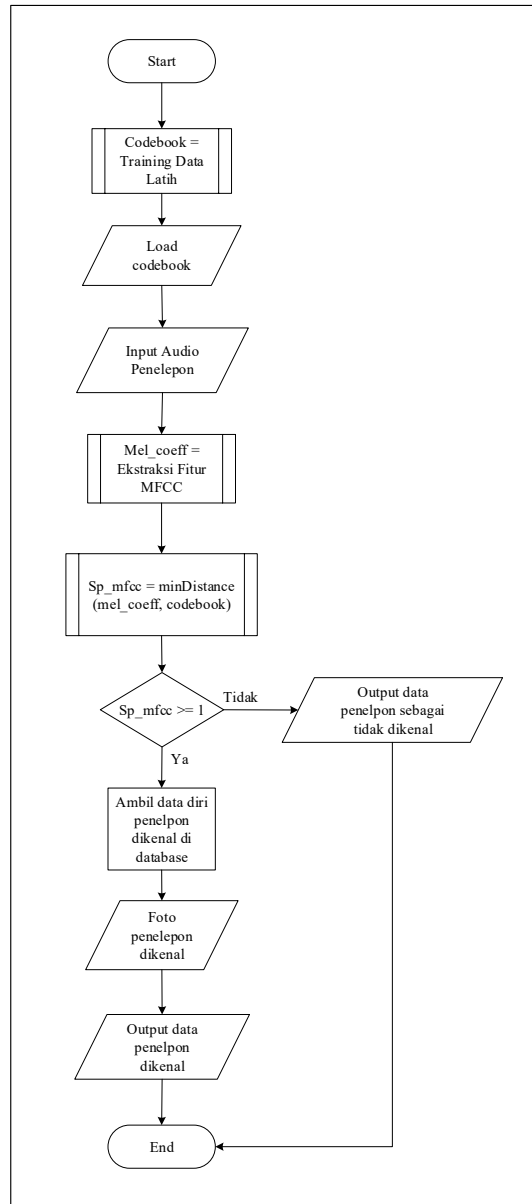 Start
Codebook =
Training Data
Latih
Load
codebook
Input Audio
Penelepon
Mel_coeff =
Ekstraksi Fitur
MFCC
Sp_mfcc = minDistance
(mel_coeff, codebook)
Sp_mfcc >= 1
Tidak
Output data
penelpon sebagai
tidak dikenal
Ya
Ambil data diri
penelpon
dikenal di
database
Foto
penelepon
dikenal
Output data
penelpon
dikenal
End